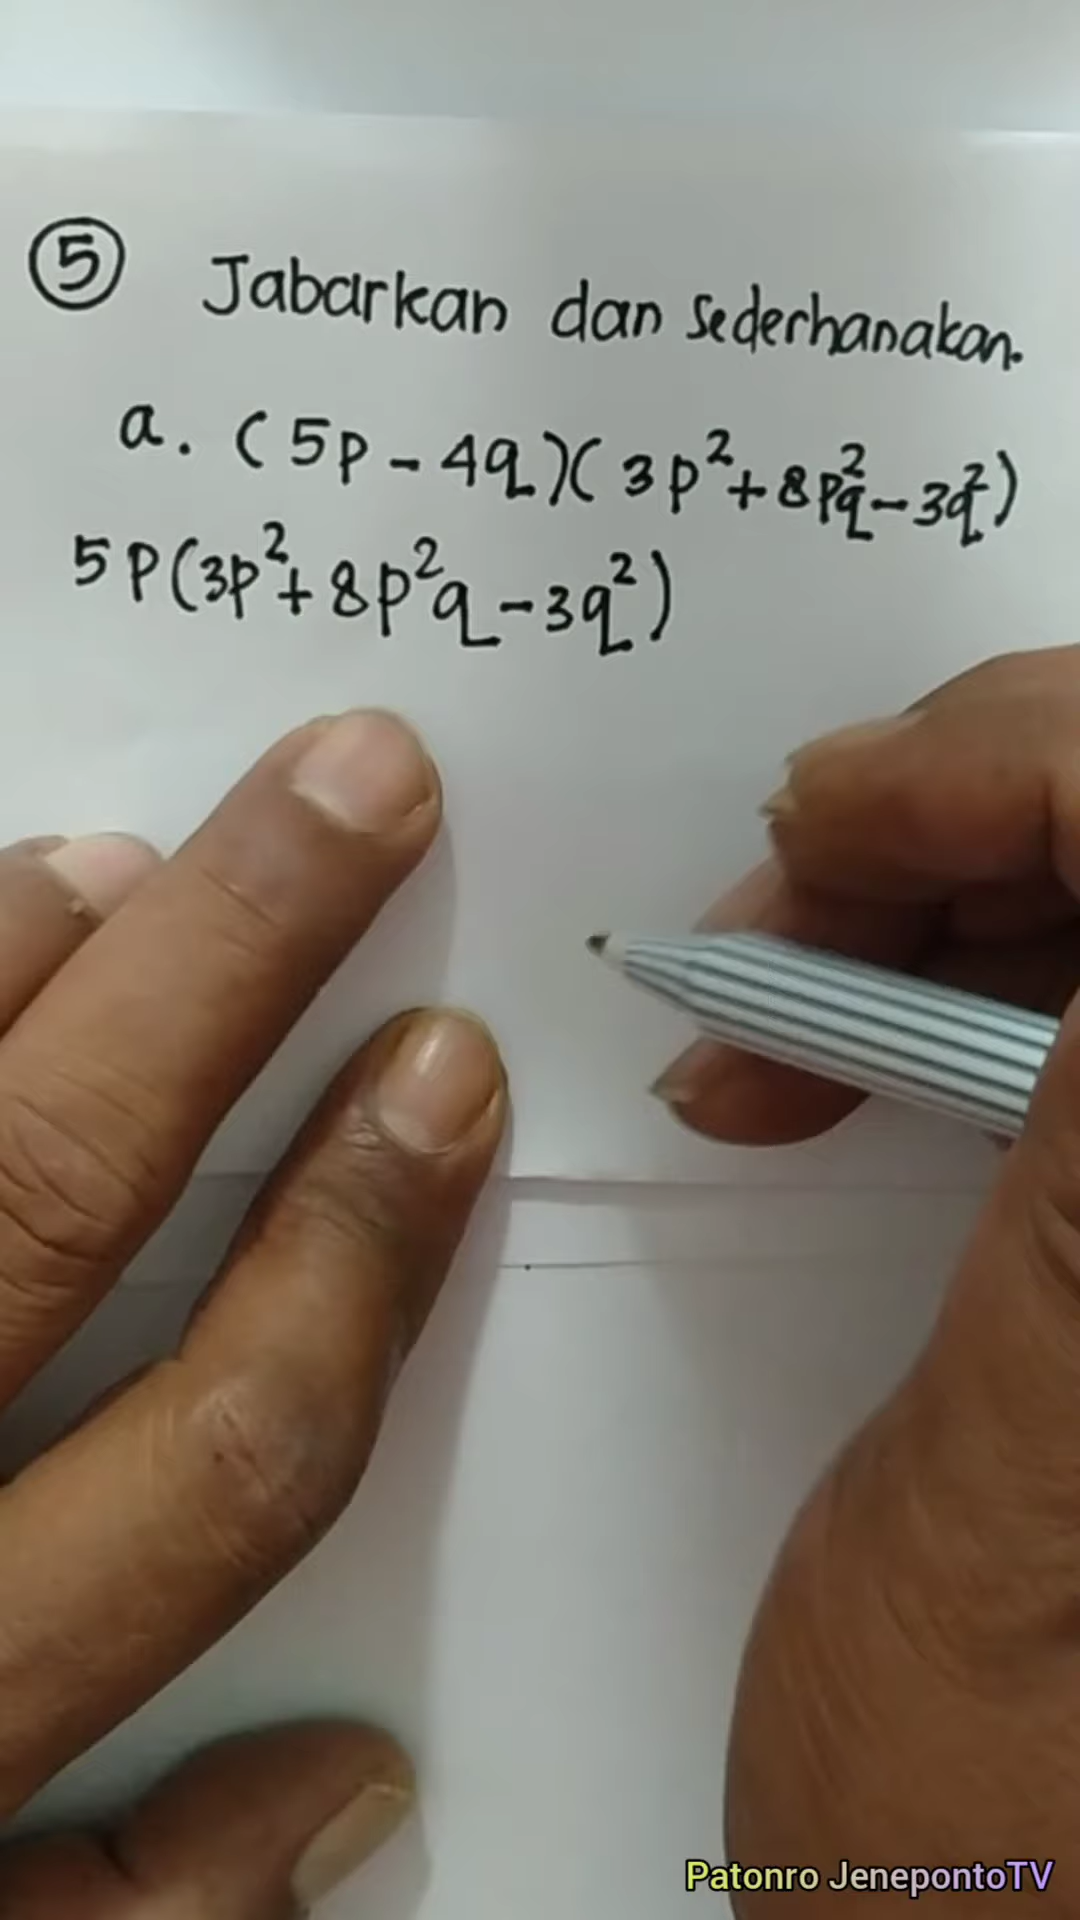 ⑤ Jabarkan dan sederhanakan.
a. (5p - 4q)(3p² + 8p²q - 3q²)
5p(3p² + 8p²q - 3q²)
Patonro JenepontoTV